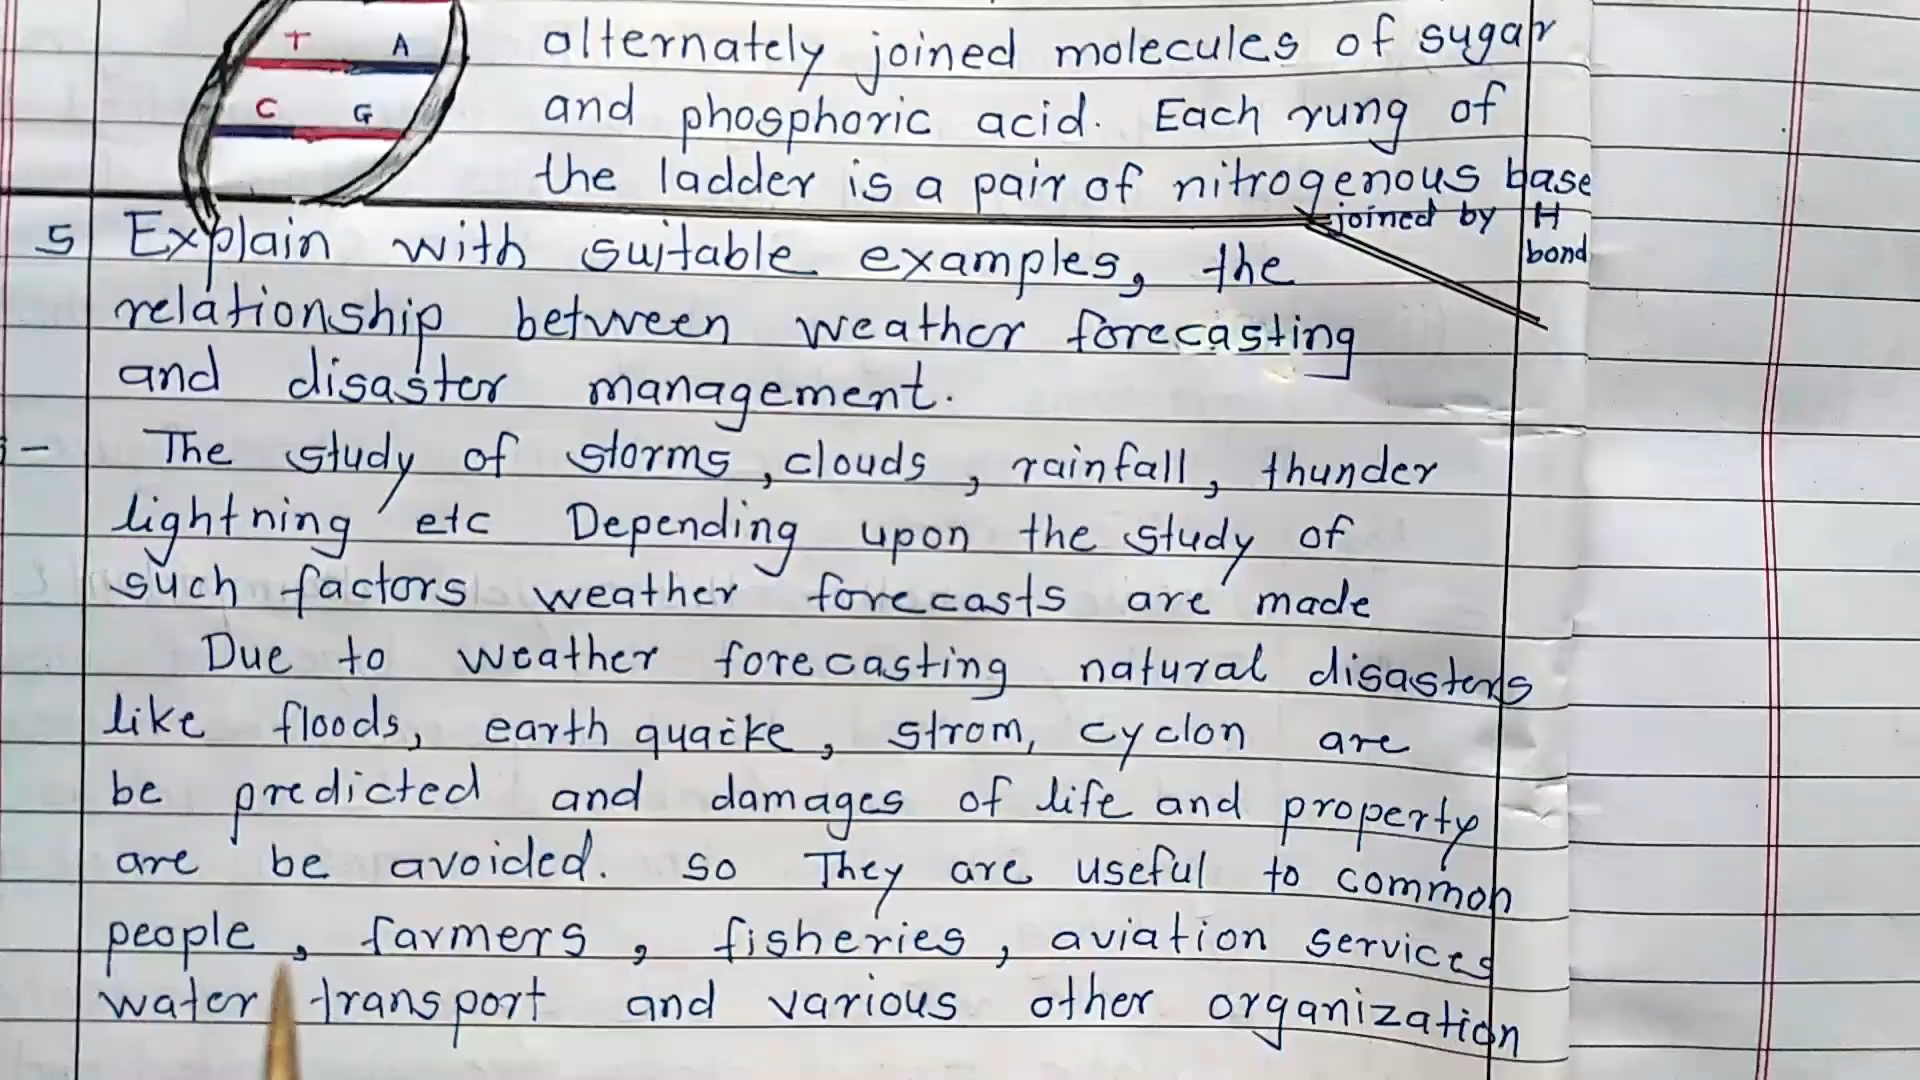 T A
C G
alternately joined molecules of sugar
and phosphoric acid. Each rung of
the ladder is a pair of nitrogenous base
joined by H
bond
5 Explain with suitable examples, the
relationship between weather forecasting
and disaster management.
- The study of storms, clouds, rainfall, thunder
lightning etc Depending upon the study of
such factors weather forecasts are made
Due to weather forecasting natural disasters
like floods, earth quacke, strom, cyclon are
be predicted and damages of life and property
are be avoided. so They are useful to common
people, farmers, fisheries, aviation services
water transport and various other organization